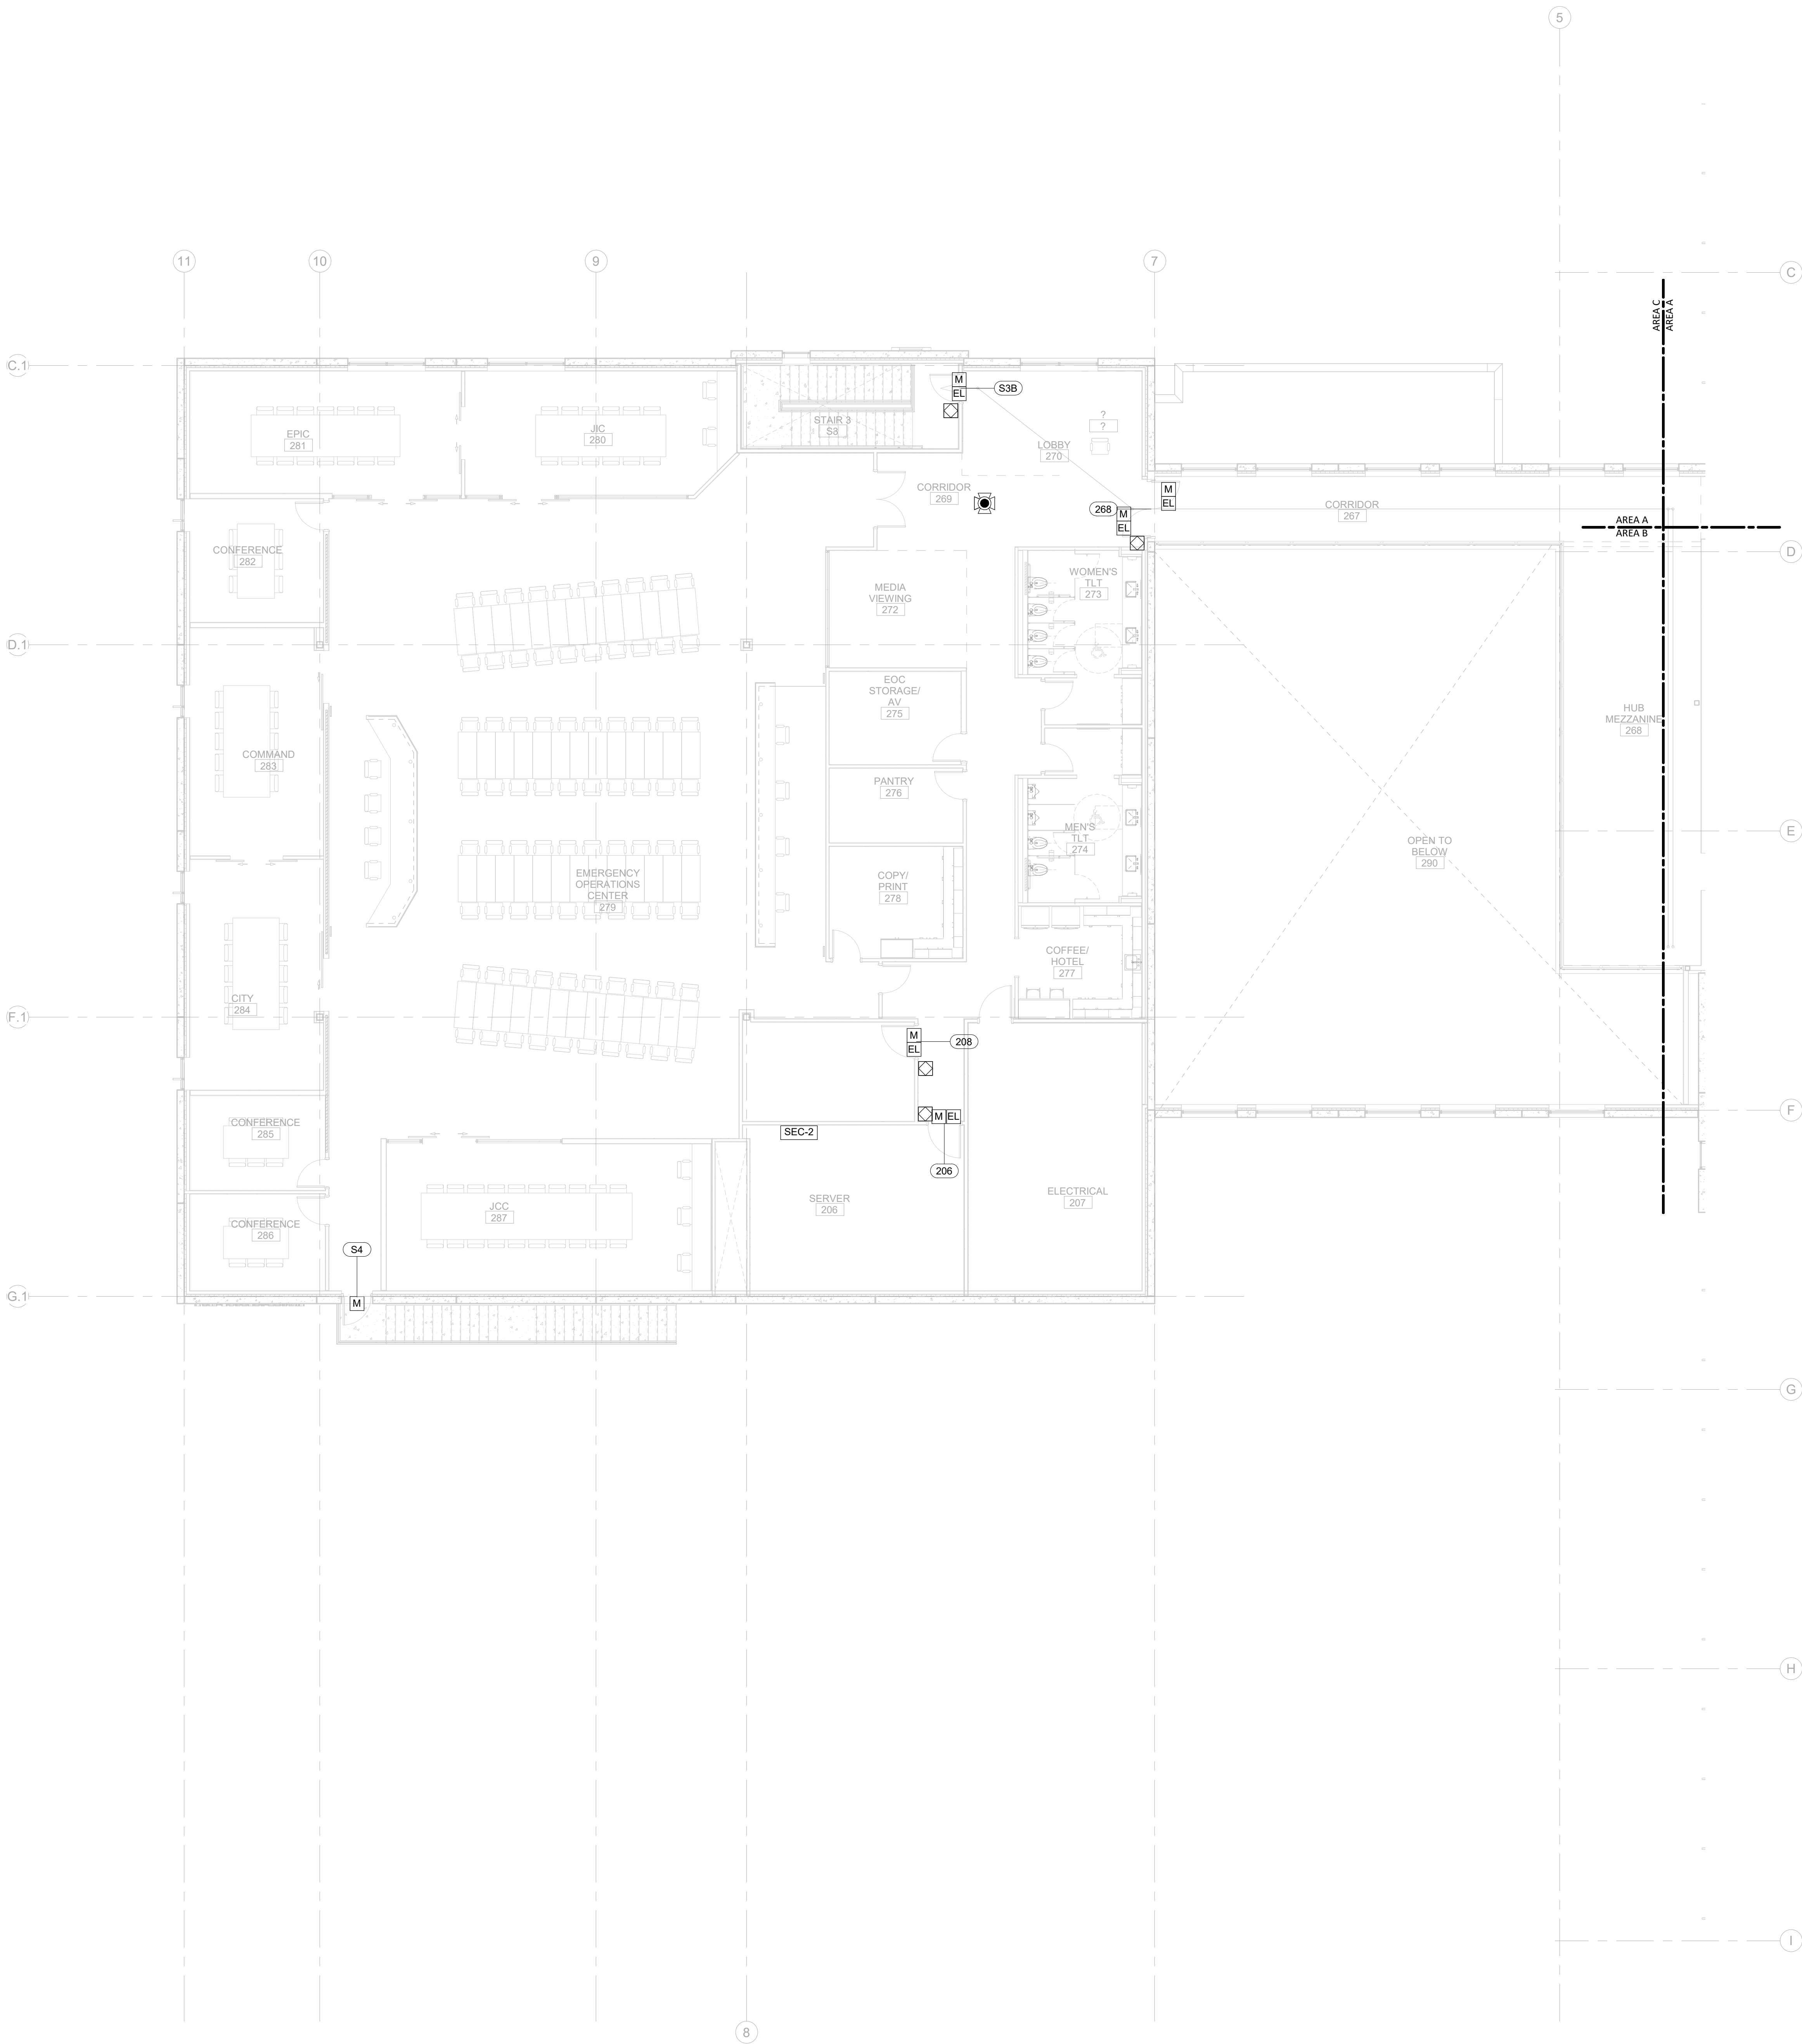 5
11
10
9
7
C
AREA C
AREA A
C.1
M
EL
S3B
STAIR 3
S3
EPIC
281
JIC
280
?
?
LOBBY
270
CORRIDOR
269
M
EL
268
M
EL
CORRIDOR
267
AREA A
AREA B
D
CONFERENCE
282
MEDIA
VIEWING
272
WOMEN'S
TLT
273
D.1
EOC
STORAGE/
AV
275
HUB
MEZZANINE
268
COMMAND
283
PANTRY
276
MEN'S
TLT
274
E
OPEN TO
BELOW
290
EMERGENCY
OPERATIONS
CENTER
279
COPY/
PRINT
278
COFFEE/
HOTEL
277
CITY
284
F.1
M
EL
208
M EL
F
CONFERENCE
285
SEC-2
206
SERVER
206
ELECTRICAL
207
JCC
287
CONFERENCE
286
S4
M
G.1
G
H
I
8